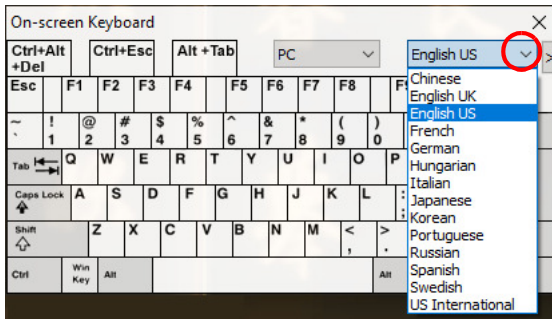 On-screen Keyboard
Ctrl+Alt +Del Ctrl+Esc Alt +Tab PC English US >
Esc F1 F2 F3 F4 F5 F6 F7 F8
~ ! @ # $ % ^ & * ( )
` 1 2 3 4 5 6 7 8 9 0
Tab Q W E R T Y U I O P
Caps Lock A S D F G H J K L : ;
Shift Z X C V B N M < , > .
Ctrl Win Key Alt Alt
Chinese
English UK
English US
French
German
Hungarian
Italian
Japanese
Korean
Portuguese
Russian
Spanish
Swedish
US International